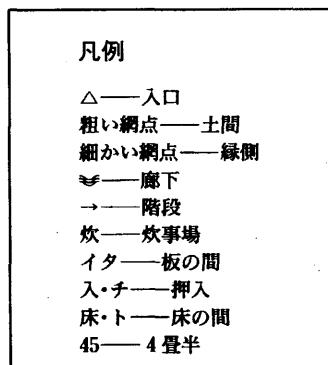 凡例
△——入口
粗い網点——土間
細かい網点——縁側
——廊下
→——階段
炊——炊事場
イタ——板の間
入・チ——押入
床・ト——床の間
45——4畳半